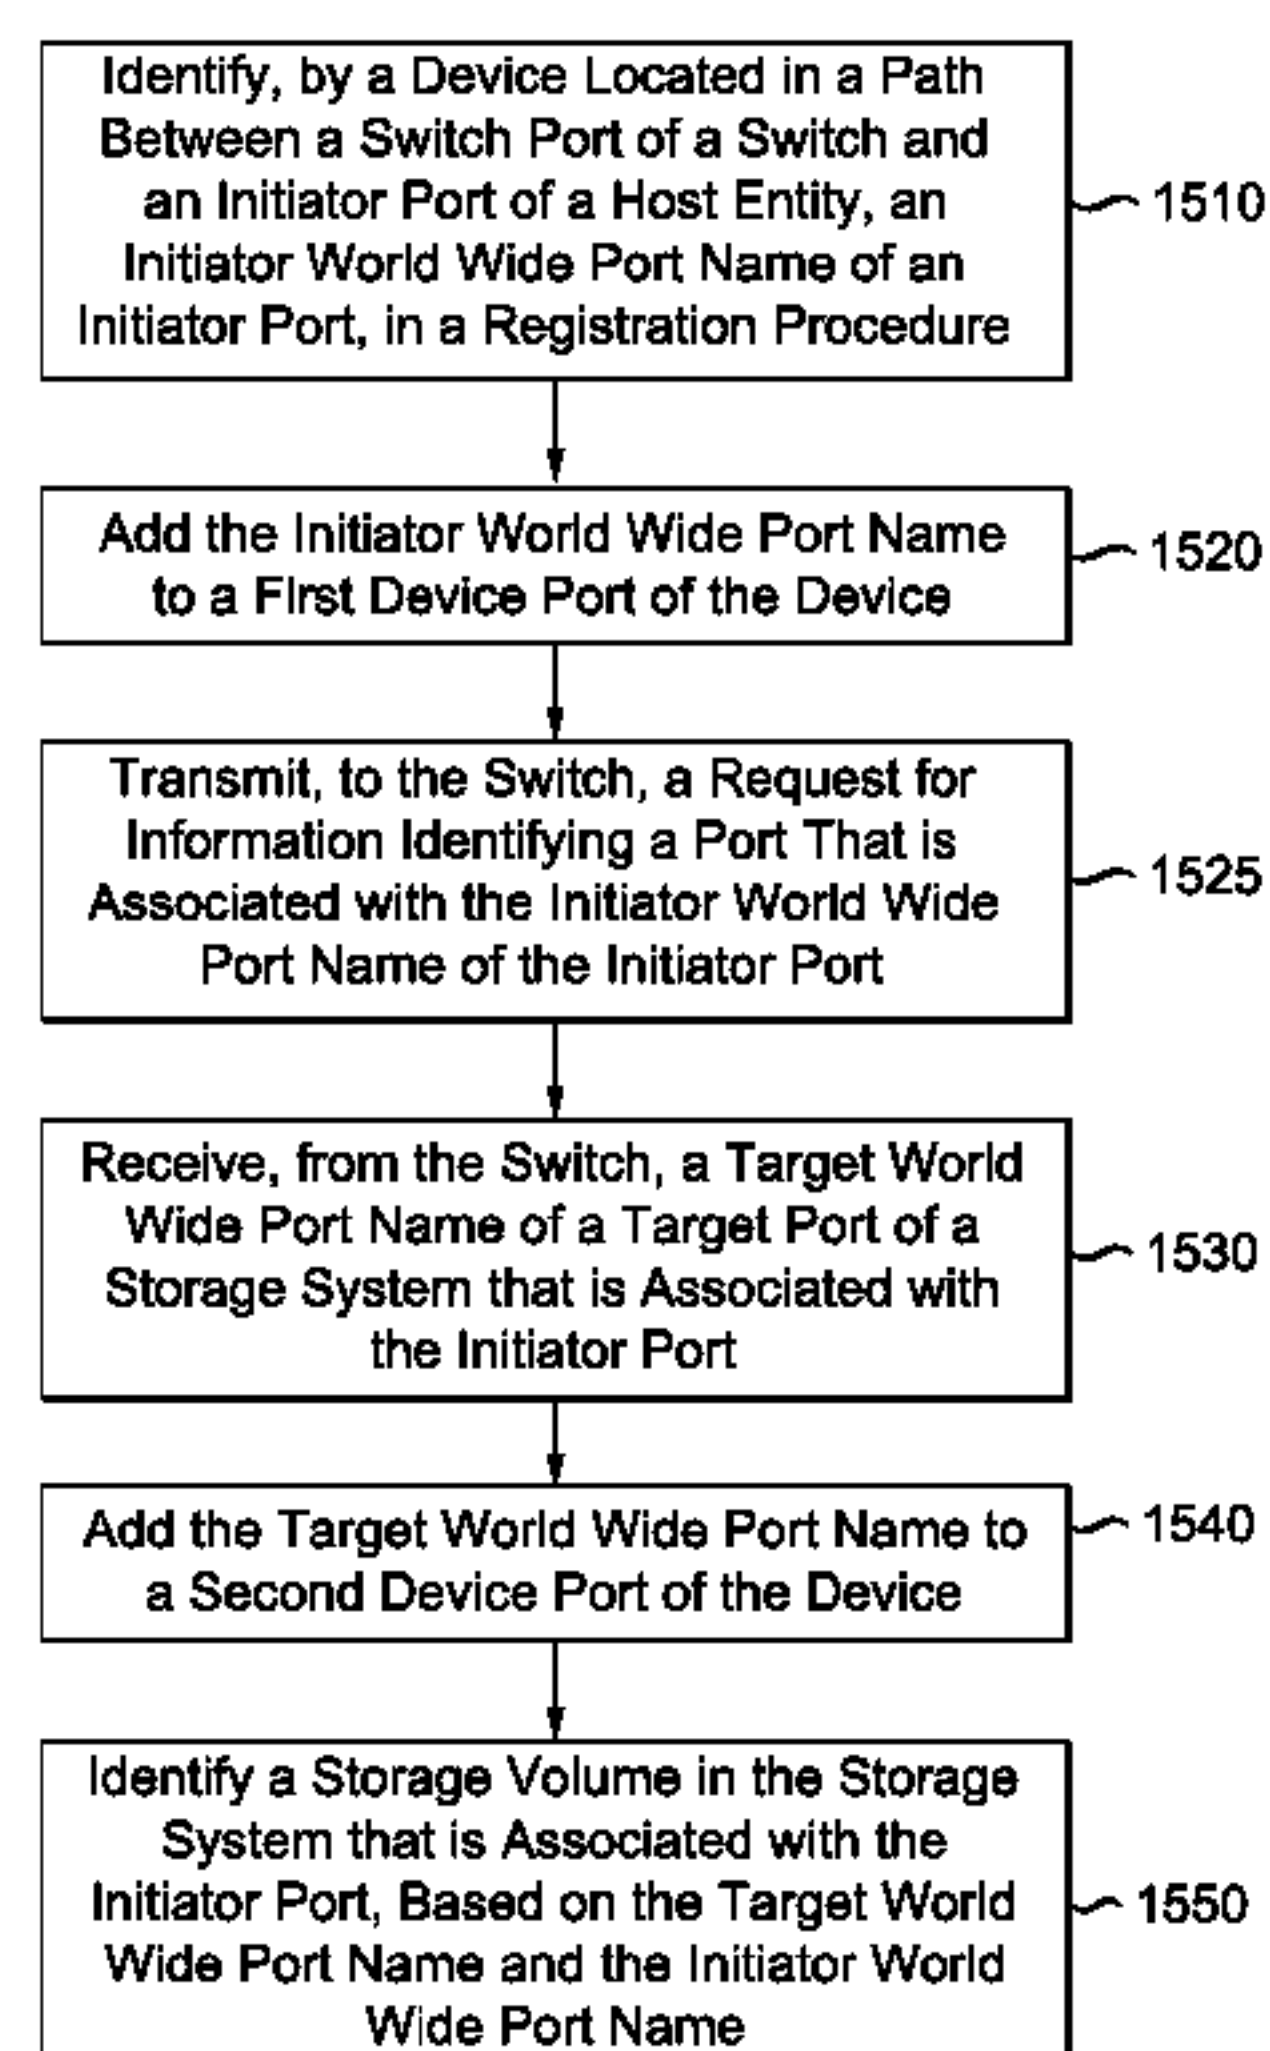 Identify, by a Device Located in a Path
Between a Switch Port of a Switch and
an Initiator Port of a Host Entity, an
Initiator World Wide Port Name of an
Initiator Port, in a Registration Procedure
1510
Add the Initiator World Wide Port Name
to a First Device Port of the Device
1520
Transmit, to the Switch, a Request for
Information Identifying a Port That is
Associated with the Initiator World Wide
Port Name of the Initiator Port
1525
Receive, from the Switch, a Target World
Wide Port Name of a Target Port of a
Storage System that is Associated with
the Initiator Port
1530
Add the Target World Wide Port Name to
a Second Device Port of the Device
1540
Identify a Storage Volume in the Storage
System that is Associated with the
Initiator Port, Based on the Target World
Wide Port Name and the Initiator World
Wide Port Name
1550